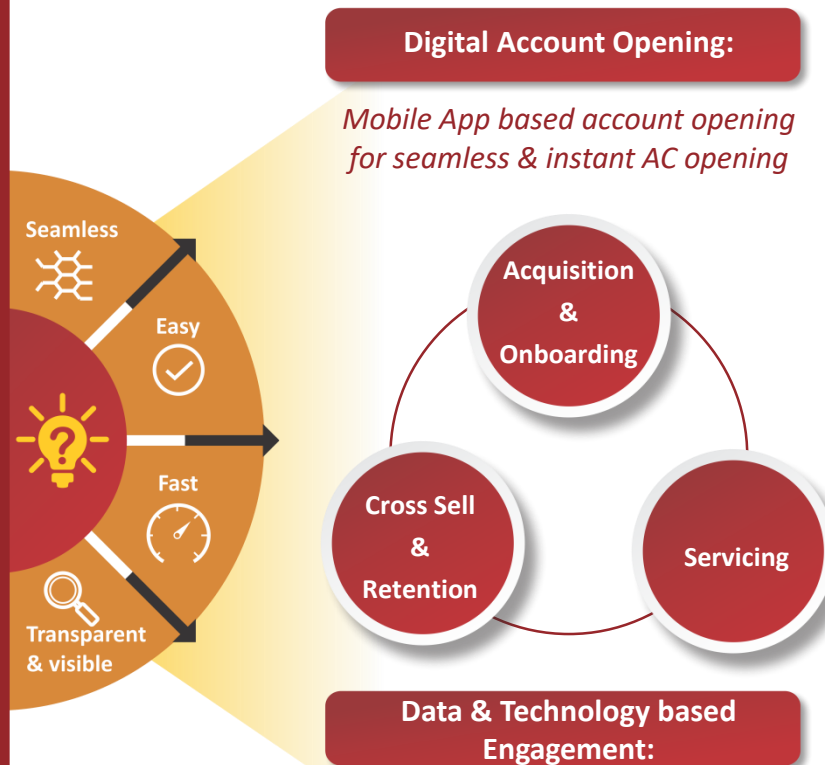 Digital Account Opening:
Mobile App based account opening
for seamless & instant AC opening
Seamless
Easy
Fast
Transparent
& visible
Acquisition
&
Onboarding
Cross Sell
&
Retention
Servicing
Data & Technology based
Engagement: